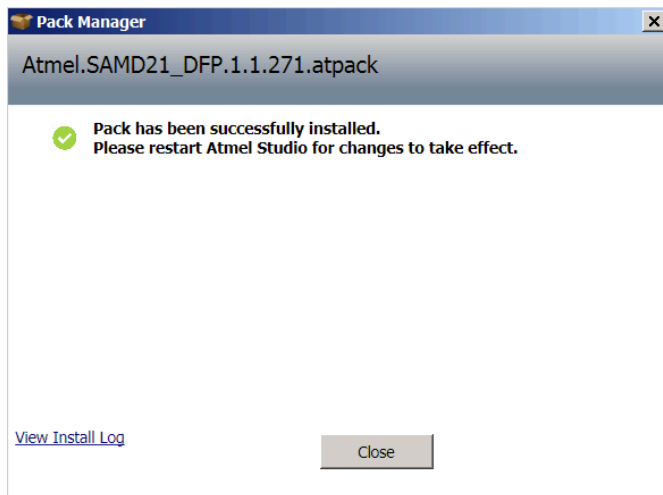 Pack Manager
Atmel.SAMD21_DFP.1.1.271.atpack
Pack has been successfully installed.
Please restart Atmel Studio for changes to take effect.
View Install Log
Close